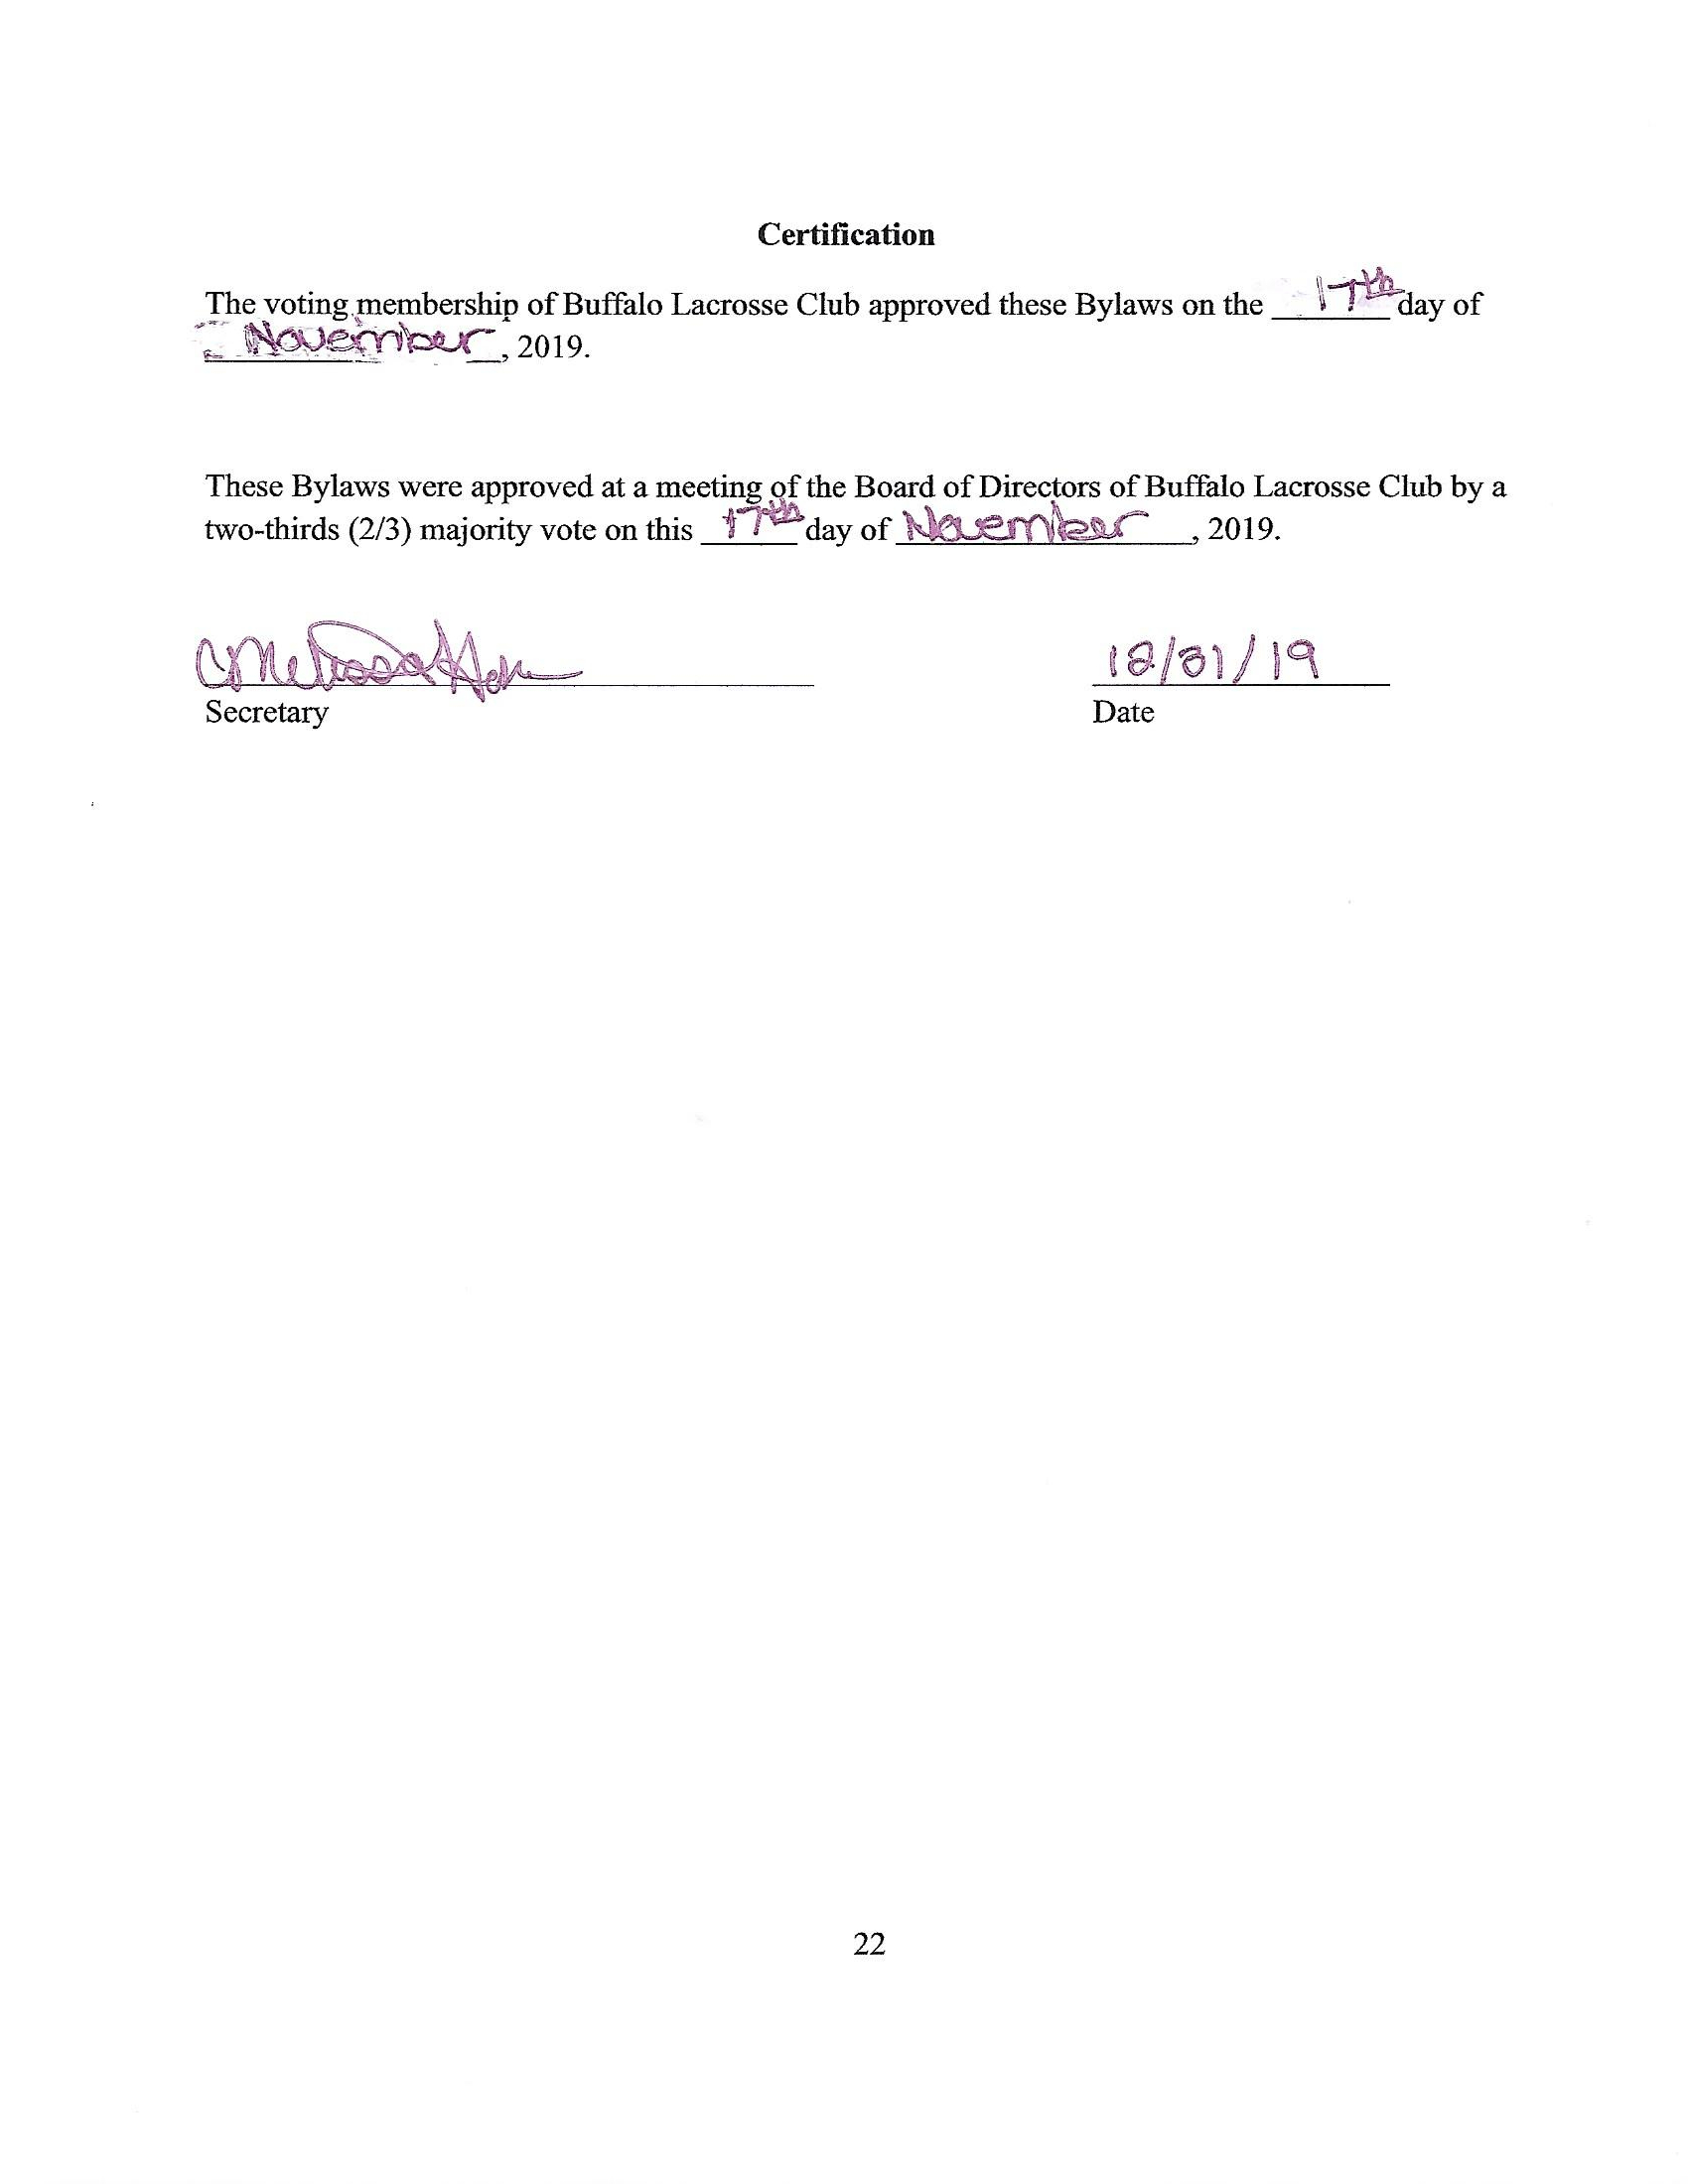 Certification
The voting membership of Buffalo Lacrosse Club approved these Bylaws on the 17th day of
November, 2019.
These Bylaws were approved at a meeting of the Board of Directors of Buffalo Lacrosse Club by a
two-thirds (2/3) majority vote on this 17th day of November, 2019.
12/31/19
Secretary Date
22